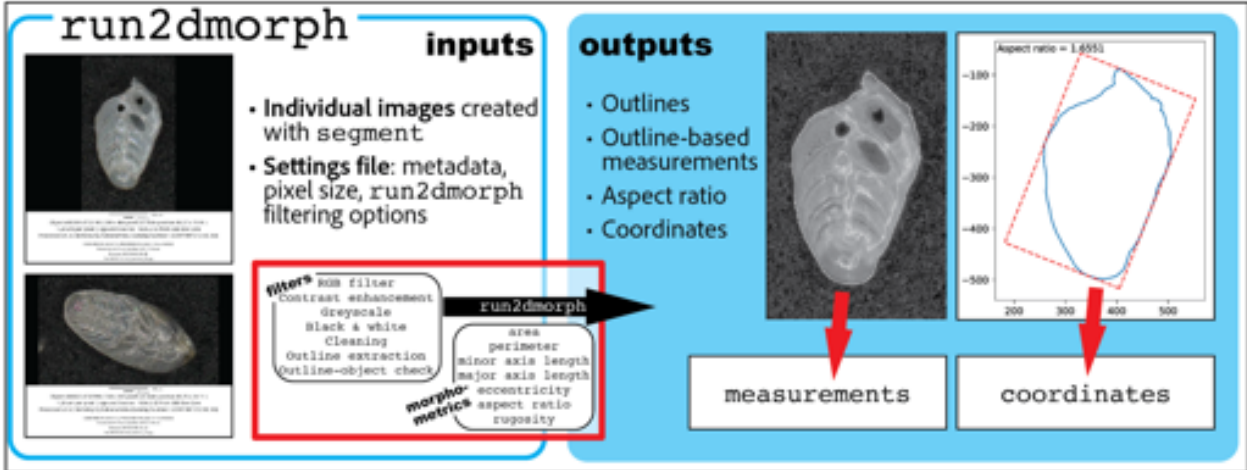 run2dmorph
inputs
• Individual images created
with segment
• Settings file: metadata,
pixel size, run2dmorph
filtering options
filters
RGB filter
Contrast enhancement
Greyscale
Black & white
Cleaning
Outline extraction
Outline-object check
run2dmorph
morpho-
metrics
area
perimeter
minor axis length
major axis length
eccentricity
aspect ratio
rugosity
outputs
• Outlines
• Outline-based
measurements
• Aspect ratio
• Coordinates
Aspect ratio = 1.6551
−100
−200
−300
−400
−500
200
300
400
500
measurements
coordinates